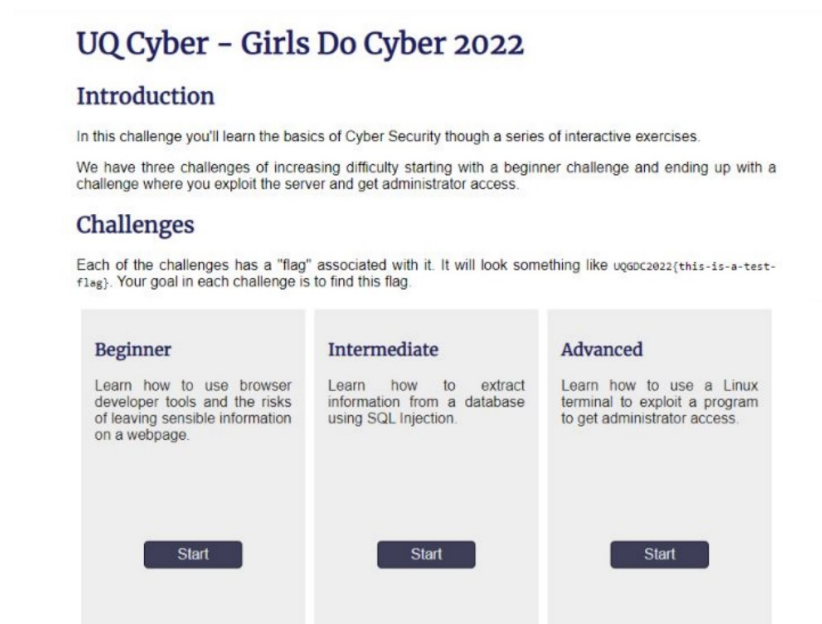 UQ Cyber - Girls Do Cyber 2022
Introduction
In this challenge you'll learn the basics of Cyber Security though a series of interactive exercises.
We have three challenges of increasing difficulty starting with a beginner challenge and ending up with a
challenge where you exploit the server and get administrator access.
Challenges
Each of the challenges has a "flag" associated with it. It will look something like UQGDC2022{this-is-a-test-
flag}. Your goal in each challenge is to find this flag.
Beginner
Learn how to use browser
developer tools and the risks
of leaving sensible information
on a webpage.
Start
Intermediate
Learn how to extract
information from a database
using SQL Injection.
Start
Advanced
Learn how to use a Linux
terminal to exploit a program
to get administrator access.
Start